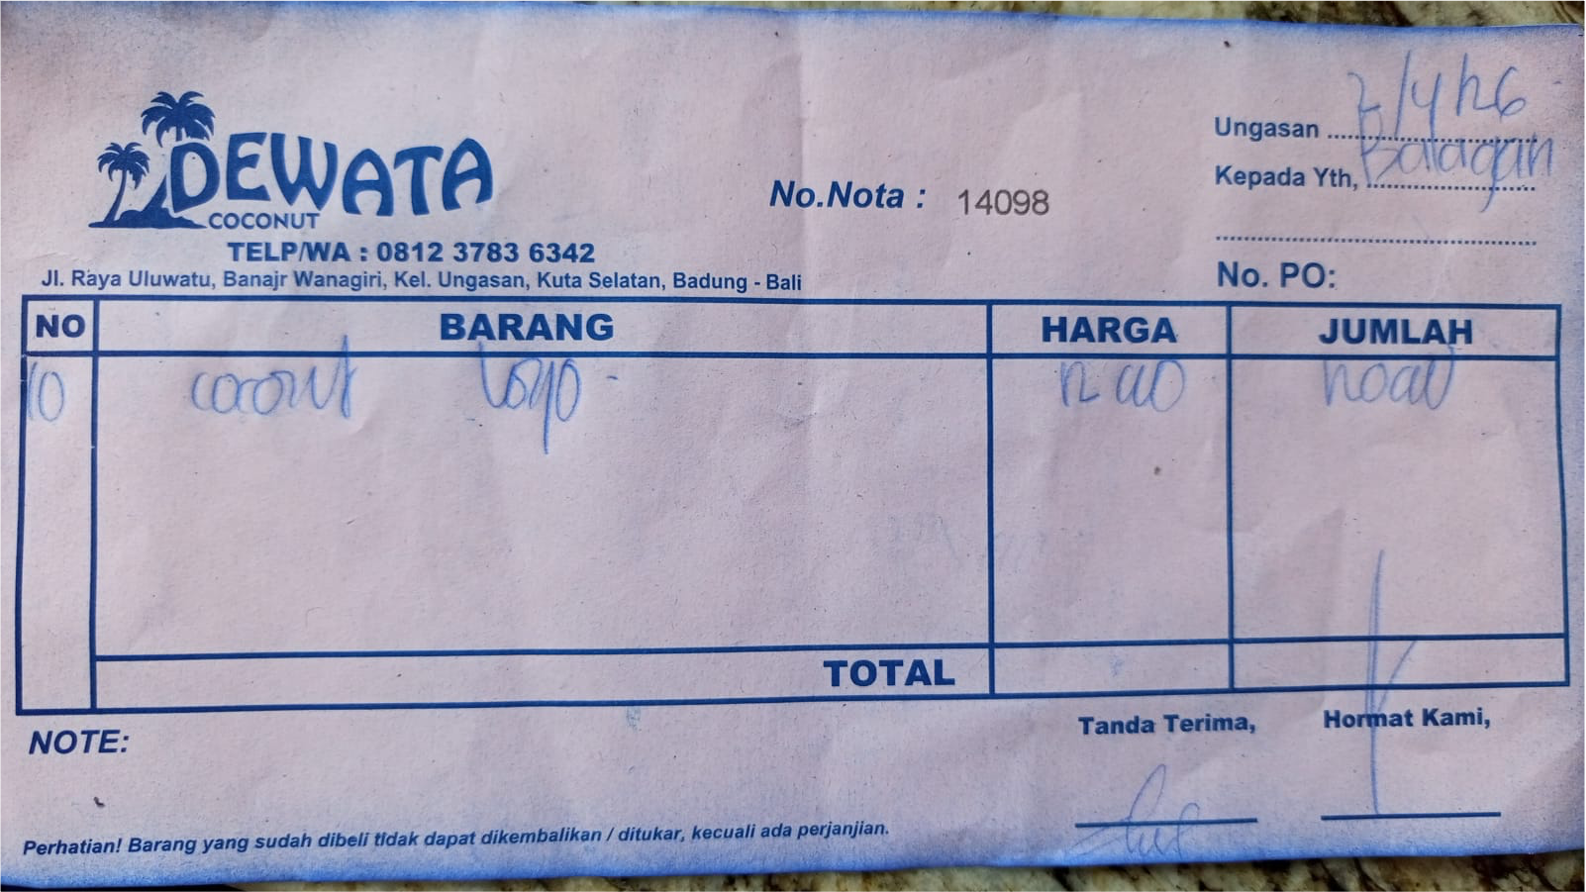 DEWATA
COCONUT
TELP/WA : 0812 3783 6342
Jl. Raya Uluwatu, Banajr Wanagiri, Kel. Ungasan, Kuta Selatan, Badung - Bali
No.Nota : 14098
Ungasan ........ /4/26
Kepada Yth, ........ Balagan
No. PO:
NO BARANG HARGA JUMLAH
10 coconut logo -
TOTAL
NOTE:
Tanda Terima, Hormat Kami,
Perhatian! Barang yang sudah dibeli tidak dapat dikembalikan / ditukar, kecuali ada perjanjian.